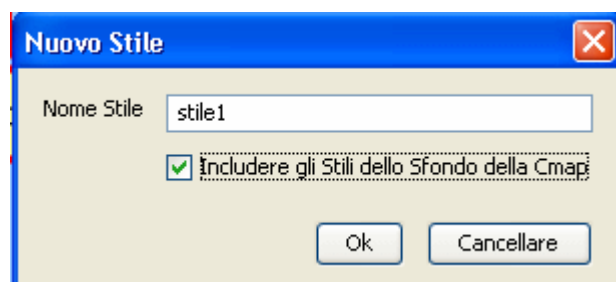 Nuovo Stile
Nome Stile stile1
Includere gli Stili dello Sfondo della Cmap
Ok Cancellare